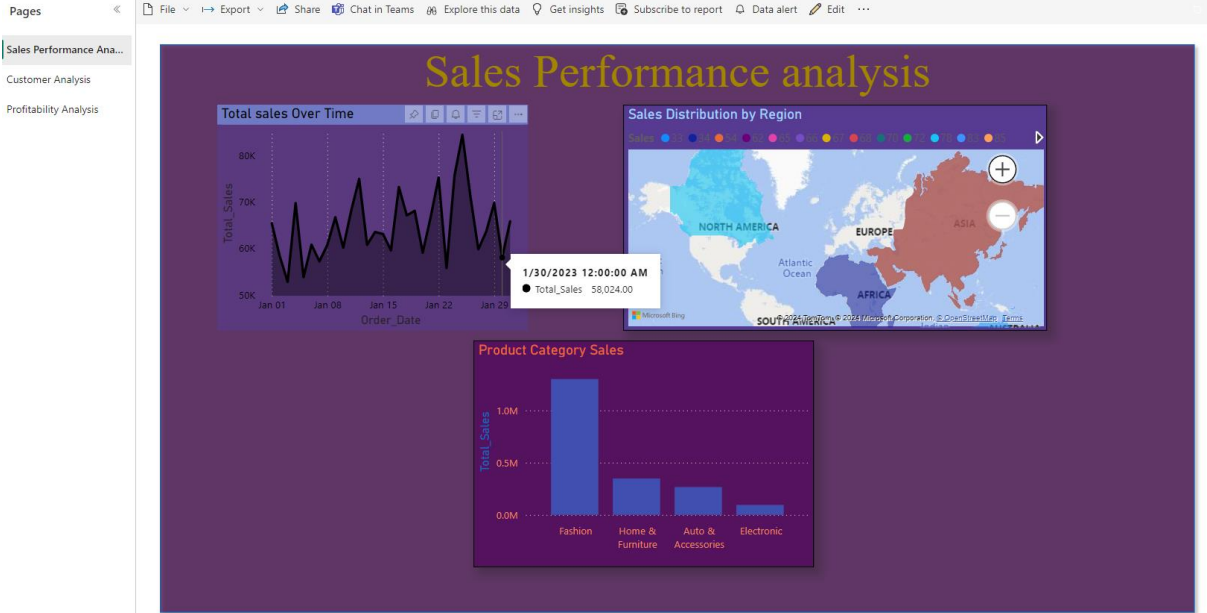 Pages
File
Export
Share
Chat in Teams
Explore this data
Get insights
Subscribe to report
Data alert
Edit
Sales Performance Ana...
Customer Analysis
Profitability Analysis
Sales Performance analysis
Total sales Over Time
80K
70K
60K
50K
Total_Sales
Jan 01
Jan 08
Jan 15
Jan 22
Jan 29
Order_Date
1/30/2023 12:00:00 AM
Total_Sales 58,024.00
Sales Distribution by Region
Sales
NORTH AMERICA
EUROPE
ASIA
Atlantic
Ocean
AFRICA
SOUTH AMERICA
Microsoft Bing
© 2024 TomTom, © 2024 Microsoft Corporation, © OpenStreetMap Terms
Product Category Sales
1.0M
0.5M
0.0M
Total_Sales
Fashion
Home &
Furniture
Auto &
Accessories
Electronic